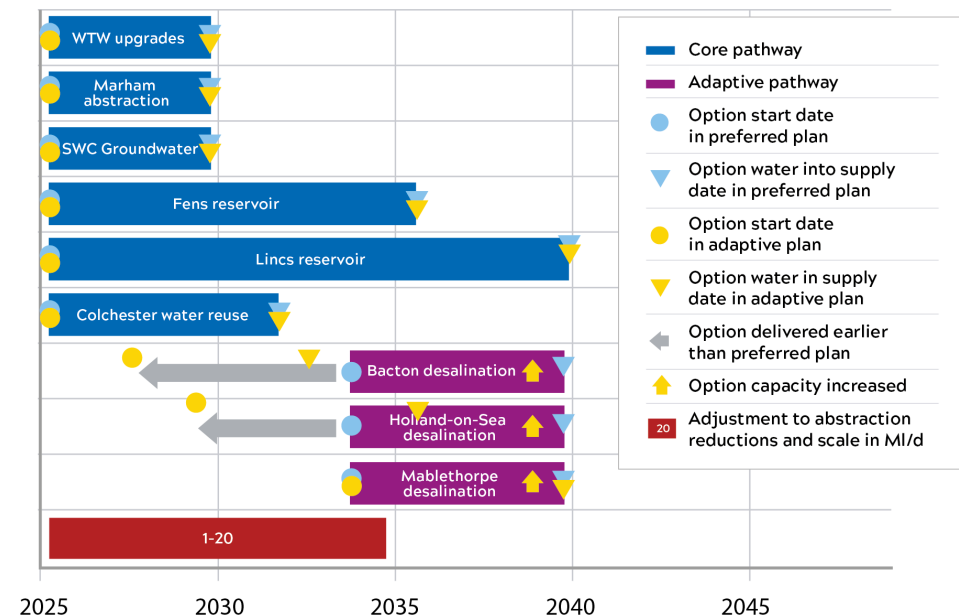 WTW upgrades
Marham
abstraction
SWC Groundwater
Fens reservoir
Lincs reservoir
Colchester water reuse
Bacton desalination
Holland-on-Sea
desalination
Mablethorpe
desalination
1-20
2025
2030
2035
2040
2045
Core pathway
Adaptive pathway
Option start date
in preferred plan
Option water into supply
date in preferred plan
Option start date
in adaptive plan
Option water in supply
date in adaptive plan
Option delivered earlier
than preferred plan
Option capacity increased
20
Adjustment to abstraction
reductions and scale in Ml/d